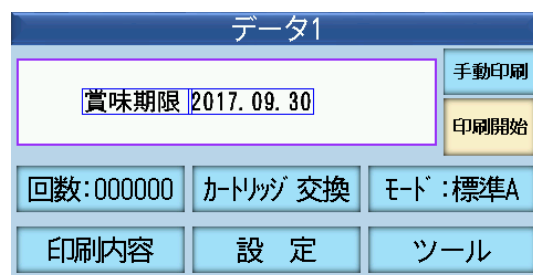 データ1
賞味期限 2017.09.30
手動印刷
印刷開始
回数:000000
ｶｰﾄﾘｯｼﾞ 交換
ﾓｰﾄﾞ:標準A
印刷内容
設 定
ツール